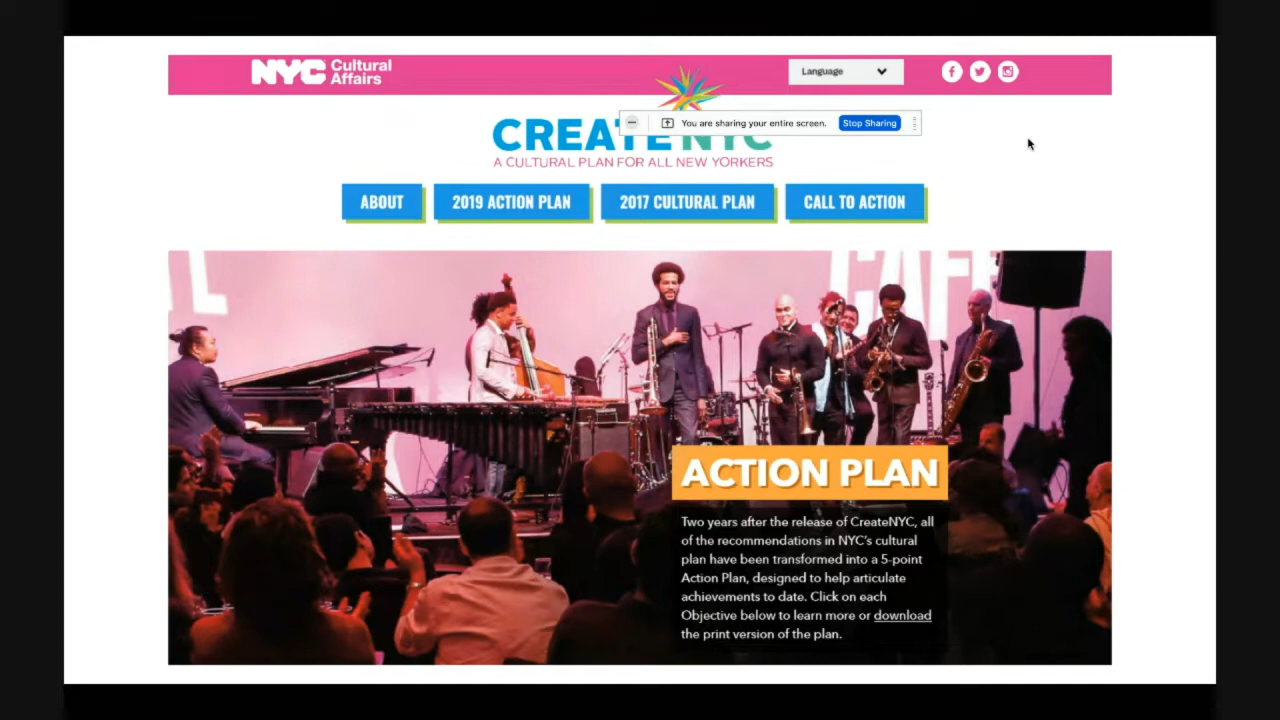 NYC Cultural Affairs
Language
You are sharing your entire screen. Stop Sharing
CREATENYC
A CULTURAL PLAN FOR ALL NEW YORKERS
ABOUT 2019 ACTION PLAN 2017 CULTURAL PLAN CALL TO ACTION
CAFE
ACTION PLAN
Two years after the release of CreateNYC, all
of the recommendations in NYC's cultural
plan have been transformed into a 5-point
Action Plan, designed to help articulate
achievements to date. Click on each
Objective below to learn more or download
the print version of the plan.